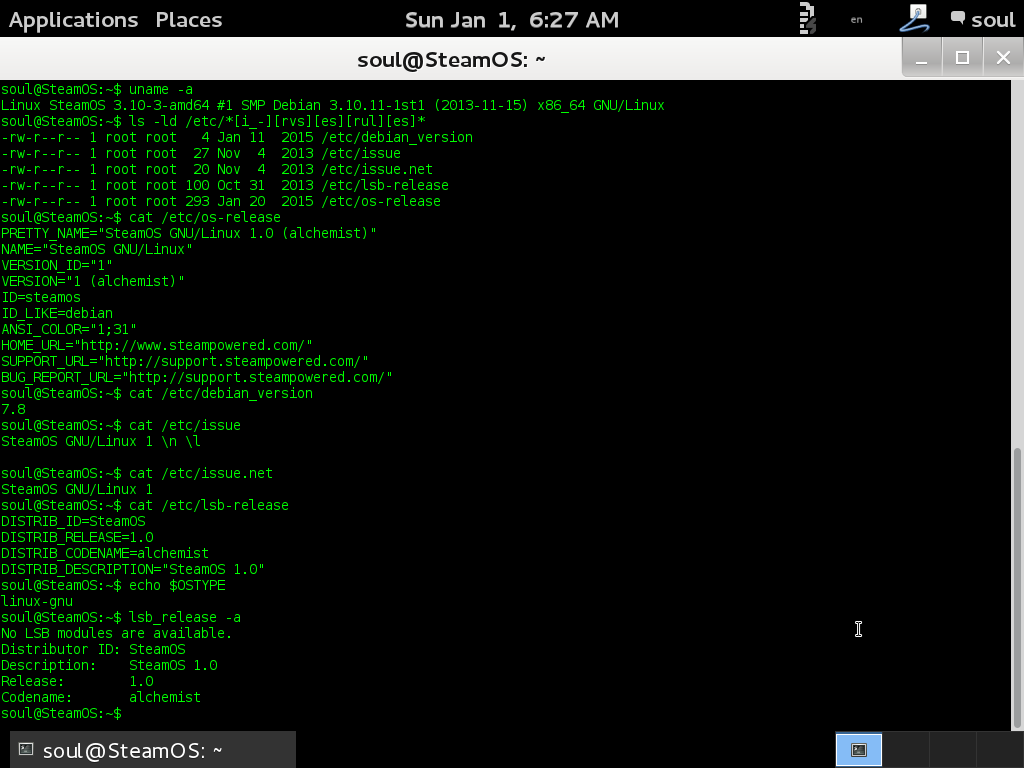 Applications Places Sun Jan 1, 6:27 AM en soul
soul@SteamOS: ~
soul@SteamOS:~$ uname -a
Linux SteamOS 3.10-3-amd64 #1 SMP Debian 3.10.11-1st1 (2013-11-15) x86_64 GNU/Linux
soul@SteamOS:~$ ls -ld /etc/*[i_-][rvs][es][rul][es]*
-rw-r--r-- 1 root root   4 Jan 11  2015 /etc/debian_version
-rw-r--r-- 1 root root  27 Nov  4  2013 /etc/issue
-rw-r--r-- 1 root root  20 Nov  4  2013 /etc/issue.net
-rw-r--r-- 1 root root 100 Oct 31  2013 /etc/lsb-release
-rw-r--r-- 1 root root 293 Jan 20  2015 /etc/os-release
soul@SteamOS:~$ cat /etc/os-release
PRETTY_NAME="SteamOS GNU/Linux 1.0 (alchemist)"
NAME="SteamOS GNU/Linux"
VERSION_ID="1"
VERSION="1 (alchemist)"
ID=steamos
ID_LIKE=debian
ANSI_COLOR="1;31"
HOME_URL="http://www.steampowered.com/"
SUPPORT_URL="http://support.steampowered.com/"
BUG_REPORT_URL="http://support.steampowered.com/"
soul@SteamOS:~$ cat /etc/debian_version
7.8
soul@SteamOS:~$ cat /etc/issue
SteamOS GNU/Linux 1 \n \l

soul@SteamOS:~$ cat /etc/issue.net
SteamOS GNU/Linux 1
soul@SteamOS:~$ cat /etc/lsb-release
DISTRIB_ID=SteamOS
DISTRIB_RELEASE=1.0
DISTRIB_CODENAME=alchemist
DISTRIB_DESCRIPTION="SteamOS 1.0"
soul@SteamOS:~$ echo $OSTYPE
linux-gnu
soul@SteamOS:~$ lsb_release -a
No LSB modules are available.
Distributor ID: SteamOS
Description:    SteamOS 1.0
Release:        1.0
Codename:       alchemist
soul@SteamOS:~$
soul@SteamOS: ~